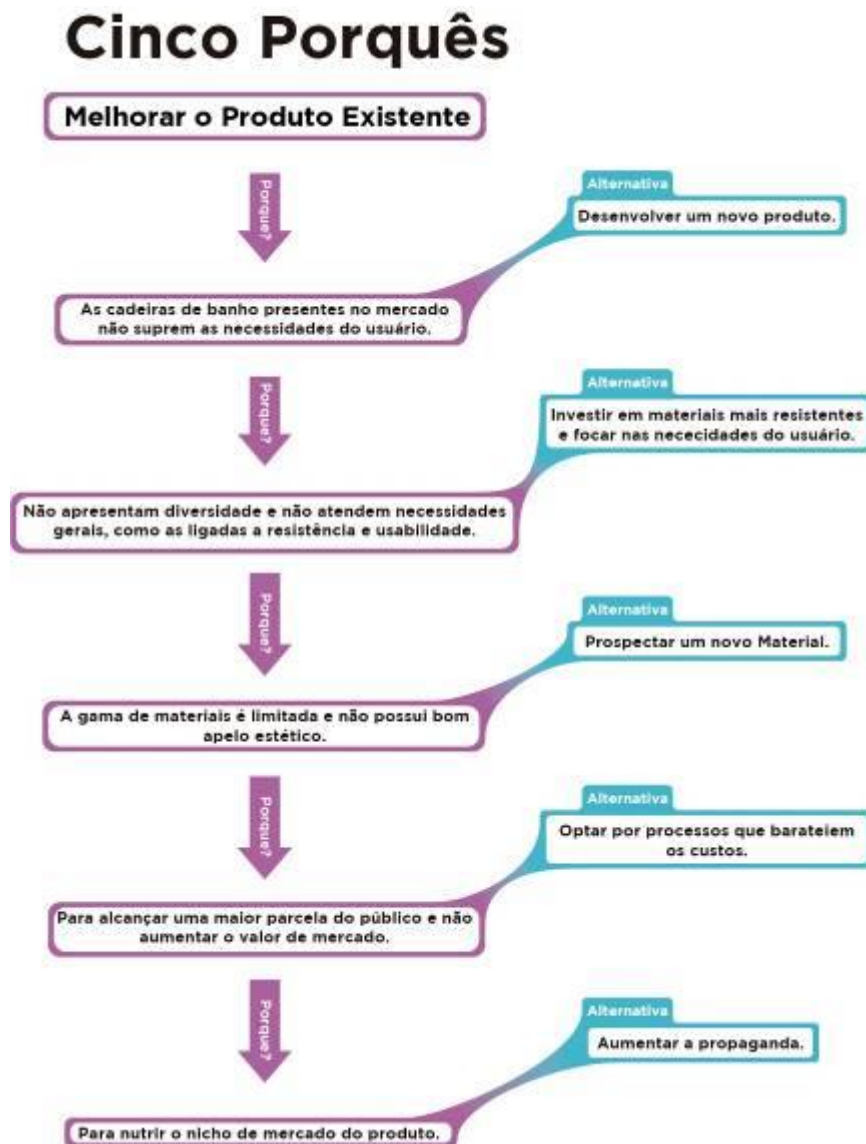 Cinco Porquês
Melhorar o Produto Existente
Porque?
Alternativa
Desenvolver um novo produto.
As cadeiras de banho presentes no mercado
não suprem as necessidades do usuário.
Porque?
Alternativa
Investir em materiais mais resistentes
e focar nas nececidades do usuário.
Não apresentam diversidade e não atendem necessidades
gerais, como as ligadas a resistência e usabilidade.
Porque?
Alternativa
Prospectar um novo Material.
A gama de materiais é limitada e não possui bom
apelo estético.
Porque?
Alternativa
Optar por processos que barateiem
os custos.
Para alcançar uma maior parcela do público e não
aumentar o valor de mercado.
Porque?
Alternativa
Aumentar a propaganda.
Para nutrir o nicho de mercado do produto.